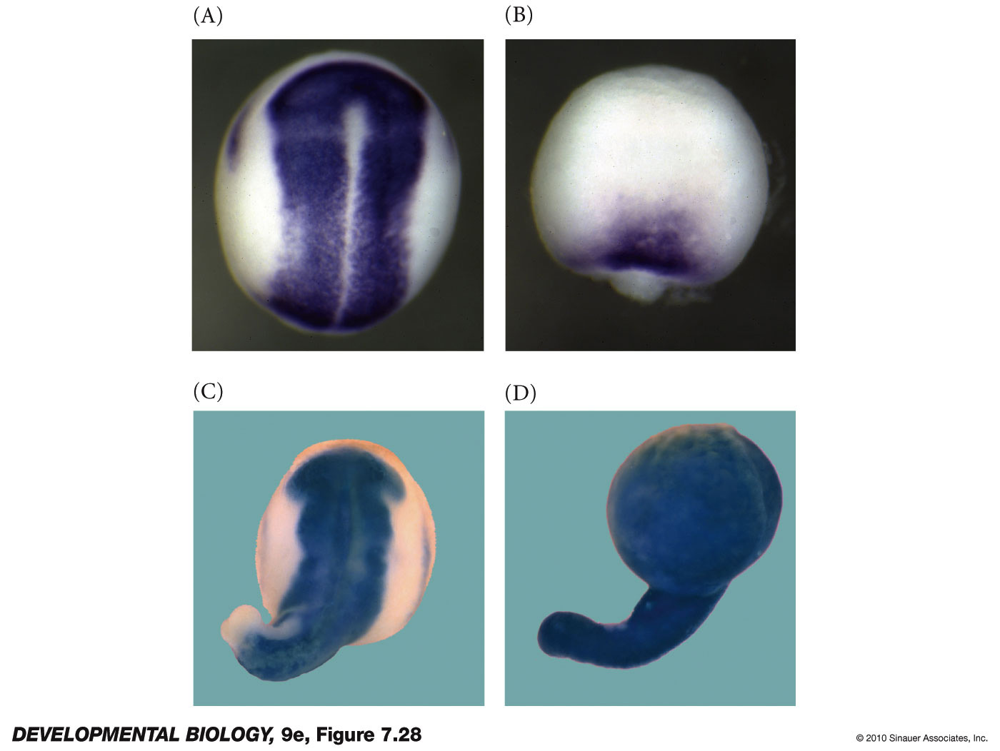 (A)
(B)
(C)
(D)
DEVELOPMENTAL BIOLOGY, 9e, Figure 7.28
© 2010 Sinauer Associates, Inc.